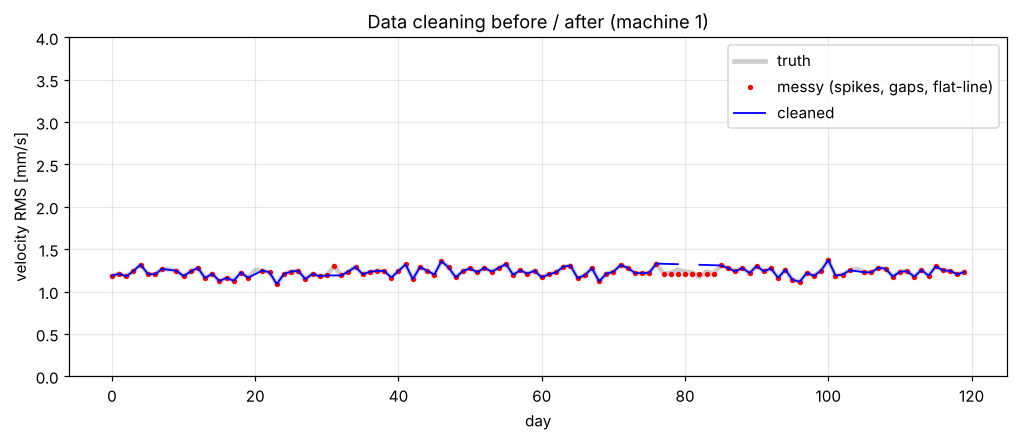 Data cleaning before / after (machine 1)
truth
messy (spikes, gaps, flat-line)
cleaned
velocity RMS [mm/s]
4.0
3.5
3.0
2.5
2.0
1.5
1.0
0.5
0.0
0 20 40 60 80 100 120
day